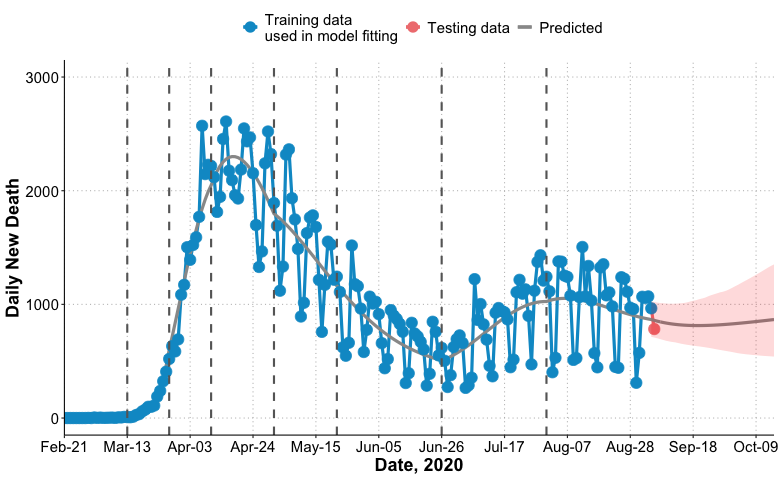 Training data
used in model fitting
Testing data
Predicted
Daily New Death
3000
2000
1000
0
Feb-21 Mar-13 Apr-03 Apr-24 May-15 Jun-05 Jun-26 Jul-17 Aug-07 Aug-28 Sep-18 Oct-09
Date, 2020